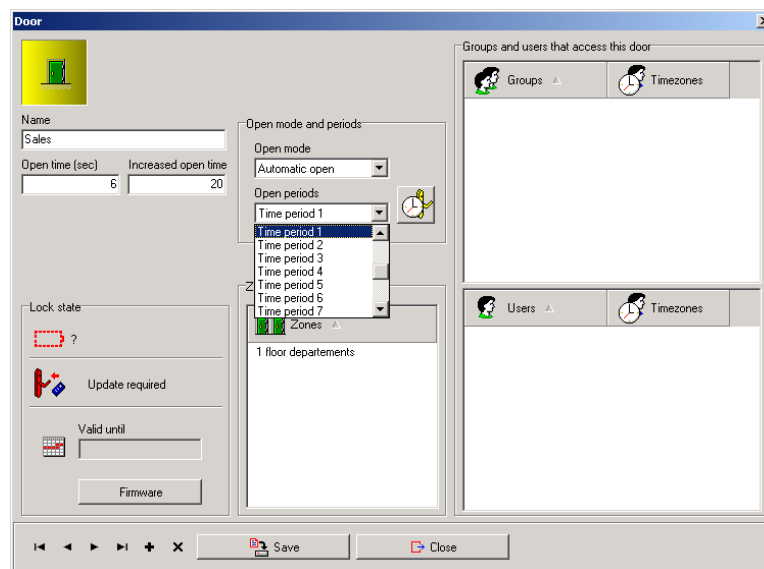 Door
Name
Sales
Open time (sec)
Increased open time
6
20
Open mode and periods
Open mode
Automatic open
Open periods
Time period 1
Time period 1
Time period 2
Time period 3
Time period 4
Time period 5
Time period 6
Time period 7
Zones
1 floor departements
Lock state
?
Update required
Valid until
Firmware
Groups and users that access this door
Groups
Timezones
Users
Timezones
Save
Close